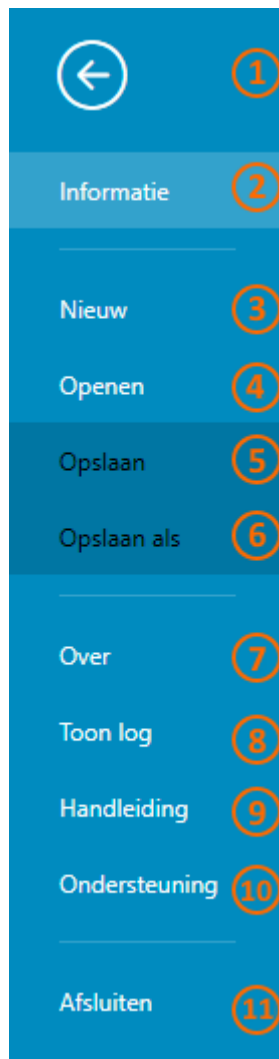 1
Informatie 2
Nieuw 3
Openen 4
Opslaan 5
Opslaan als 6
Over 7
Toon log 8
Handleiding 9
Ondersteuning 10
Afsluiten 11